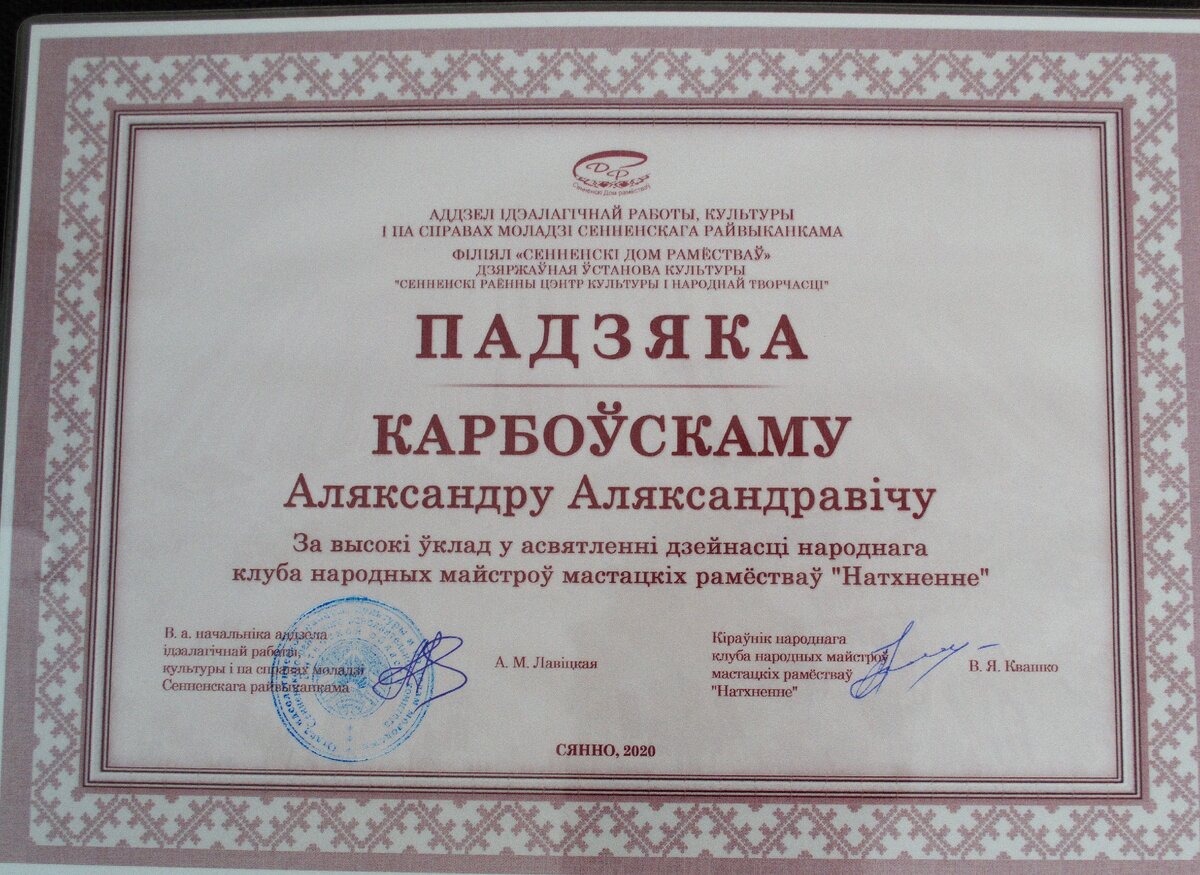 ДР
Сенненскі Дом рамёстваў
АДДЗЕЛ ІДЭАЛАГІЧНАЙ РАБОТЫ, КУЛЬТУРЫ
І ПА СПРАВАХ МОЛАДЗІ СЕННЕНСКАГА РАЙВЫКАНКАМА
ФІЛІЯЛ «СЕННЕНСКІ ДОМ РАМЁСТВАЎ»
ДЗЯРЖАЎНАЯ ЎСТАНОВА КУЛЬТУРЫ
"СЕННЕНСКІ РАЁННЫ ЦЭНТР КУЛЬТУРЫ І НАРОДНАЙ ТВОРЧАСЦІ"
ПАДЗЯКА
КАРБОЎСКАМУ
Аляксандру Аляксандравічу
За высокі ўклад у асвятленні дзейнасці народнага
клуба народных майстроў мастацкіх рамёстваў "Натхненне"
В. а. начальніка аддзела
ідэалагічнай работы,
культуры і па справах моладзі
Сенненскага райвыканкама
А. М. Лавіцкая
Кіраўнік народнага
клуба народных майстроў
мастацкіх рамёстваў
"Натхненне"
В. Я. Квашко
СЯННО, 2020